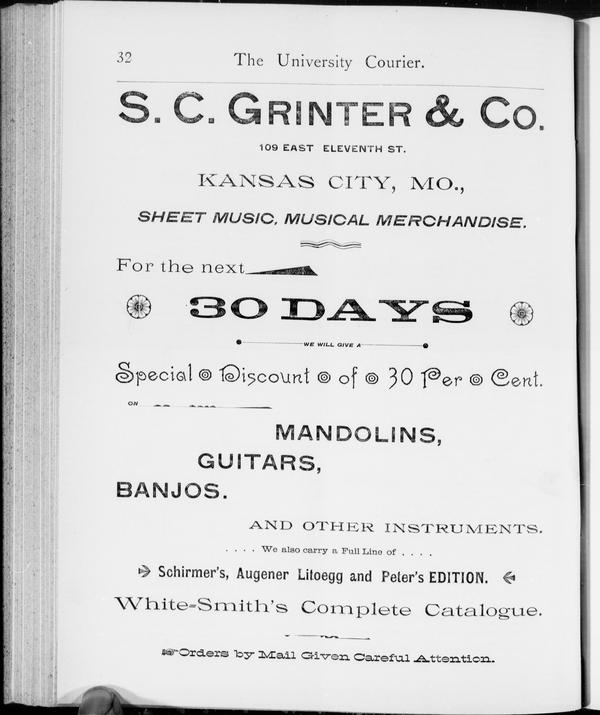 32
The University Courier.
S. C. GRINTER & CO.
109 EAST ELEVENTH ST.
KANSAS CITY, MO.,
SHEET MUSIC, MUSICAL MERCHANDISE.
For the next
30 DAYS
WE WILL GIVE A
Special Discount of 30 Per Cent.
ON
MANDOLINS,
GUITARS,
BANJOS.
AND OTHER INSTRUMENTS.
. . . . We also carry a Full Line of . . . .
Schirmer's, Augener Litoegg and Peter's EDITION.
White-Smith's Complete Catalogue.
☞Orders by Mail Given Careful Attention.